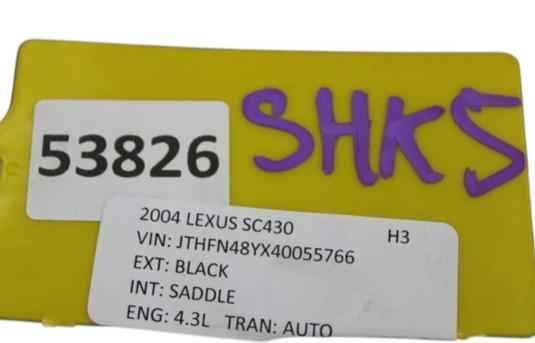 53826
SHKS
2004 LEXUS SC430 H3
VIN: JTHFN48YX40055766
EXT: BLACK
INT: SADDLE
ENG: 4.3L TRAN: AUTO